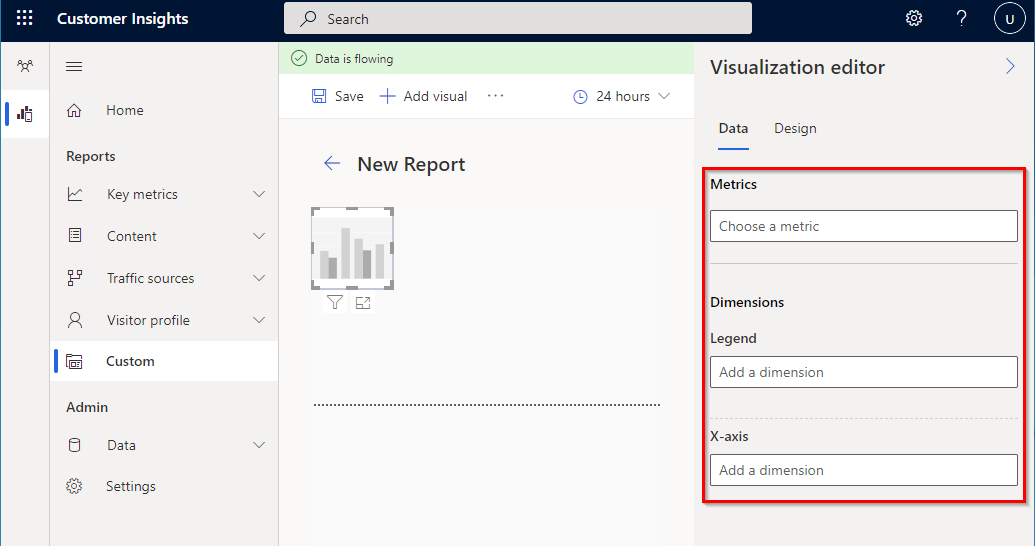 Customer Insights
Search
?
U
Data is flowing
Save
Add visual
...
24 hours
New Report
Home
Reports
Key metrics
Content
Traffic sources
Visitor profile
Custom
Admin
Data
Settings
Visualization editor
Data
Design
Metrics
Choose a metric
Dimensions
Legend
Add a dimension
X-axis
Add a dimension